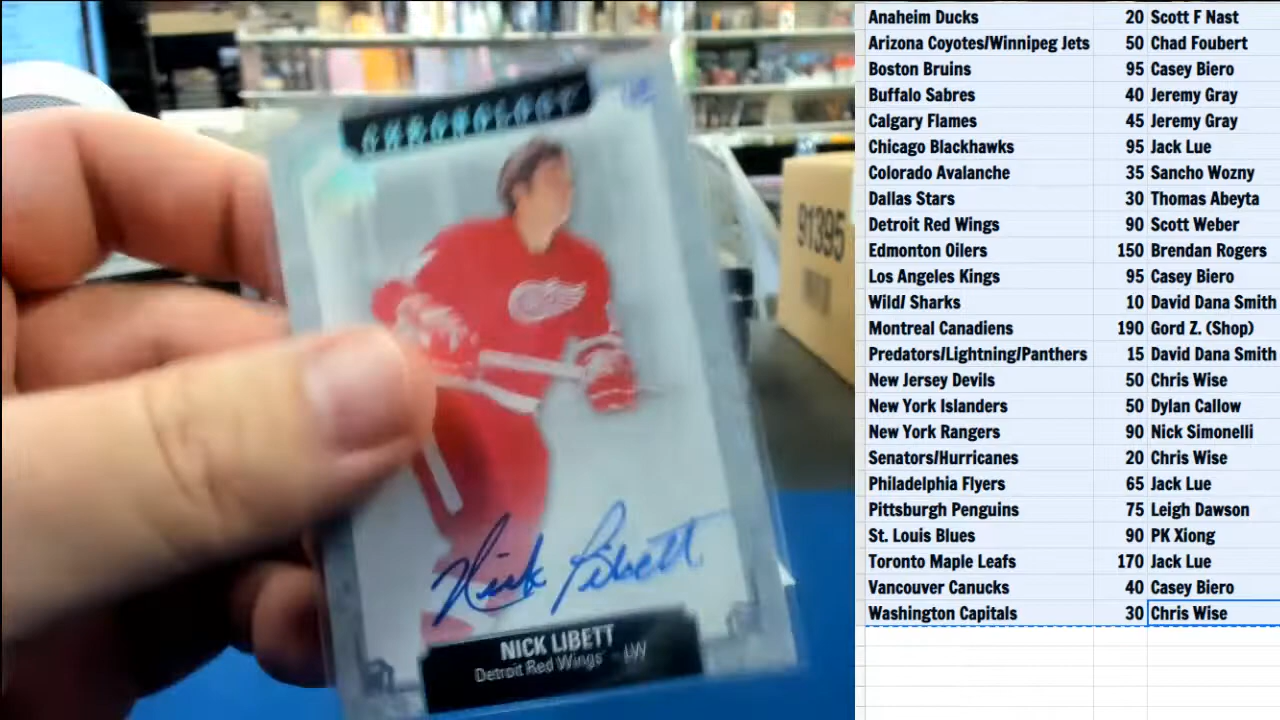 CHRONOLOGY
Nick Libett
NICK LIBETT
Detroit Red Wings - LW
91395
Anaheim Ducks 20 Scott F Nast
Arizona Coyotes/Winnipeg Jets 50 Chad Foubert
Boston Bruins 95 Casey Biero
Buffalo Sabres 40 Jeremy Gray
Calgary Flames 45 Jeremy Gray
Chicago Blackhawks 95 Jack Lue
Colorado Avalanche 35 Sancho Wozny
Dallas Stars 30 Thomas Abeyta
Detroit Red Wings 90 Scott Weber
Edmonton Oilers 150 Brendan Rogers
Los Angeles Kings 95 Casey Biero
Wild/ Sharks 10 David Dana Smith
Montreal Canadiens 190 Gord Z. (Shop)
Predators/Lightning/Panthers 15 David Dana Smith
New Jersey Devils 50 Chris Wise
New York Islanders 50 Dylan Callow
New York Rangers 90 Nick Simonelli
Senators/Hurricanes 20 Chris Wise
Philadelphia Flyers 65 Jack Lue
Pittsburgh Penguins 75 Leigh Dawson
St. Louis Blues 90 PK Xiong
Toronto Maple Leafs 170 Jack Lue
Vancouver Canucks 40 Casey Biero
Washington Capitals 30 Chris Wise